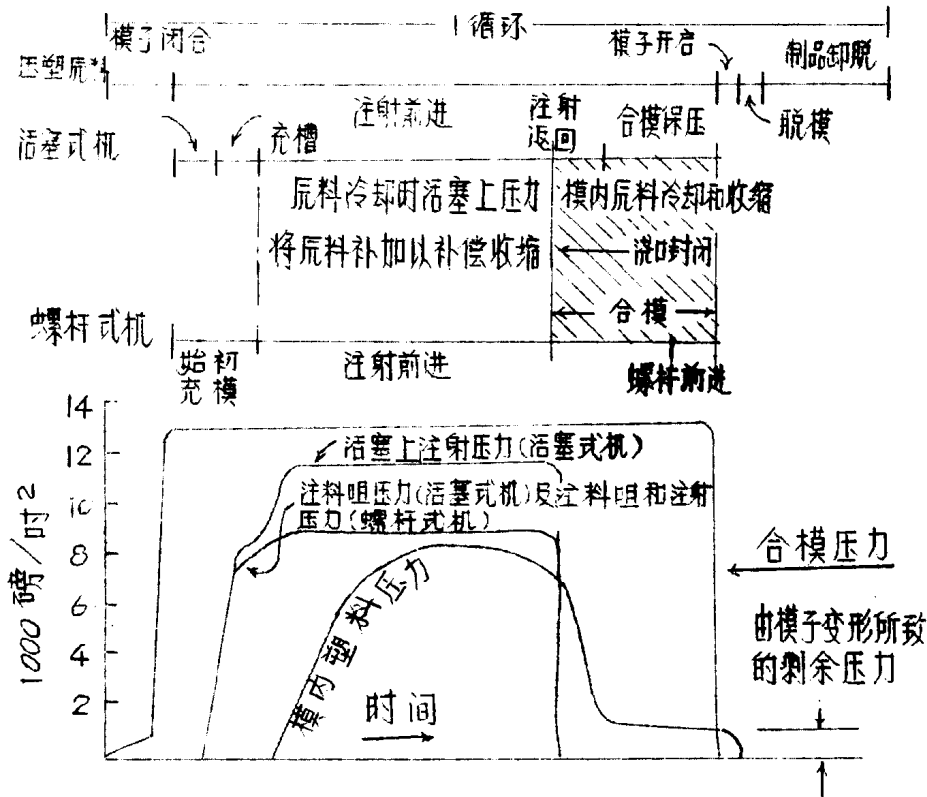 1循环
模子闭合
模子开启
制品卸脱
压塑原料
注射前进
注射
返回
合模保压
脱模
活塞式机
充槽
原料冷却时活塞上压力
模内原料冷却和收缩
将原料补加以补偿收缩
浇口封闭
合模
螺杆式机
始初
充模
注射前进
螺杆前进
14
12
10
8
6
4
2
1000磅/吋2
活塞上注射压力(活塞式机)
注料咀压力(活塞式机)及注料咀和注射
压力(螺杆式机)
合模压力
模内塑料压力
由模子变形所致
的剩余压力
时间